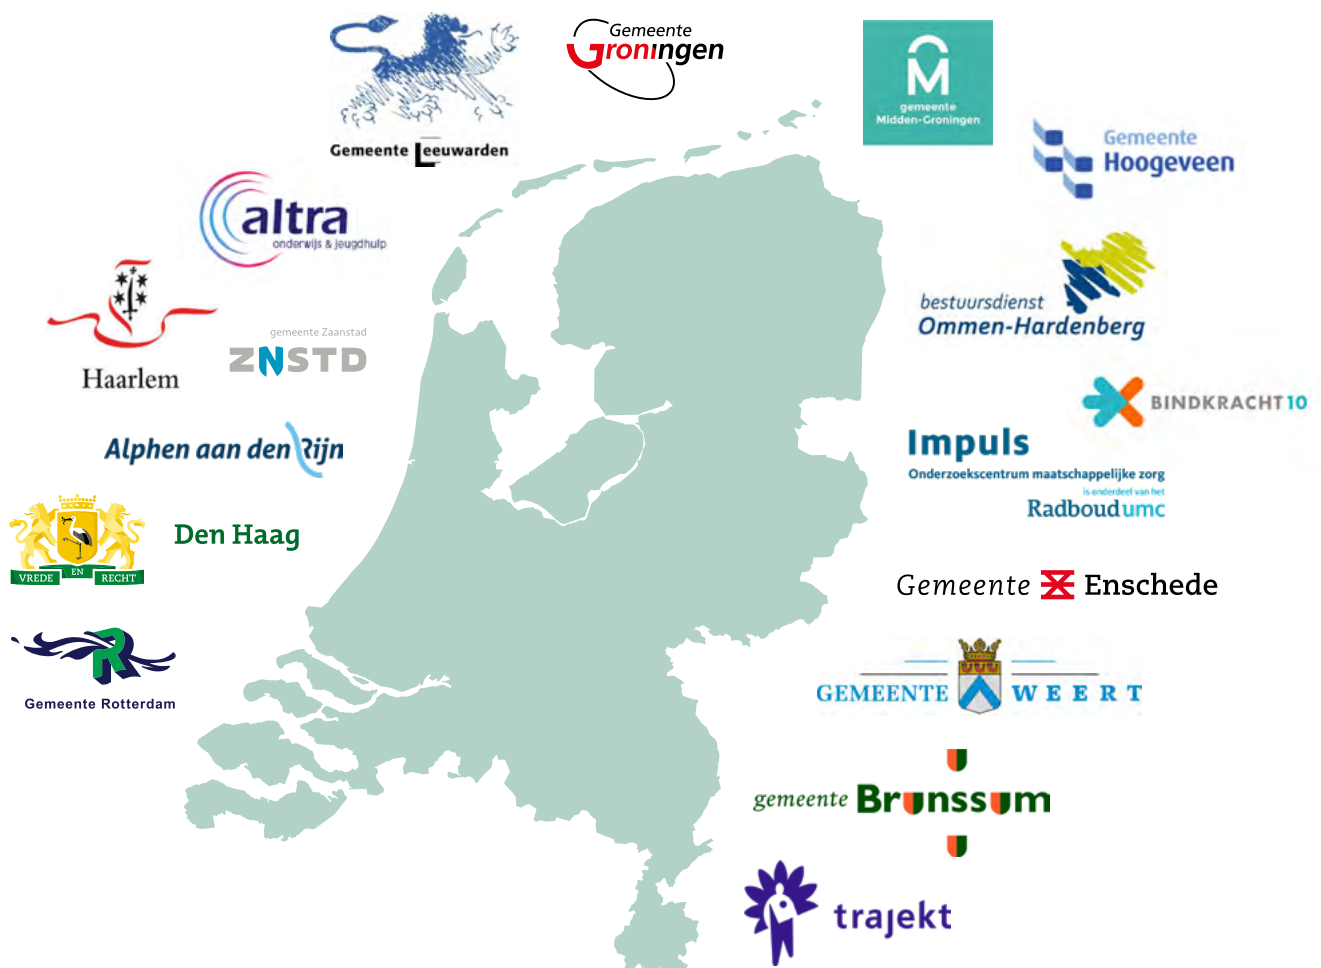 Gemeente Leeuwarden
Gemeente
Groningen
M
gemeente
Midden-Groningen
Gemeente
Hoogeveen
altra
onderwijs & jeugdhulp
bestuursdienst
Ommen-Hardenberg
Haarlem
gemeente Zaanstad
ZNSTD
BINDKRACHT10
Alphen aan den Rijn
Impuls
Onderzoekscentrum maatschappelijke zorg
is onderdeel van het
Radboudumc
Den Haag
VREDE EN RECHT
Gemeente Enschede
R
Gemeente Rotterdam
GEMEENTE WEERT
gemeente Brunssum
trajekt